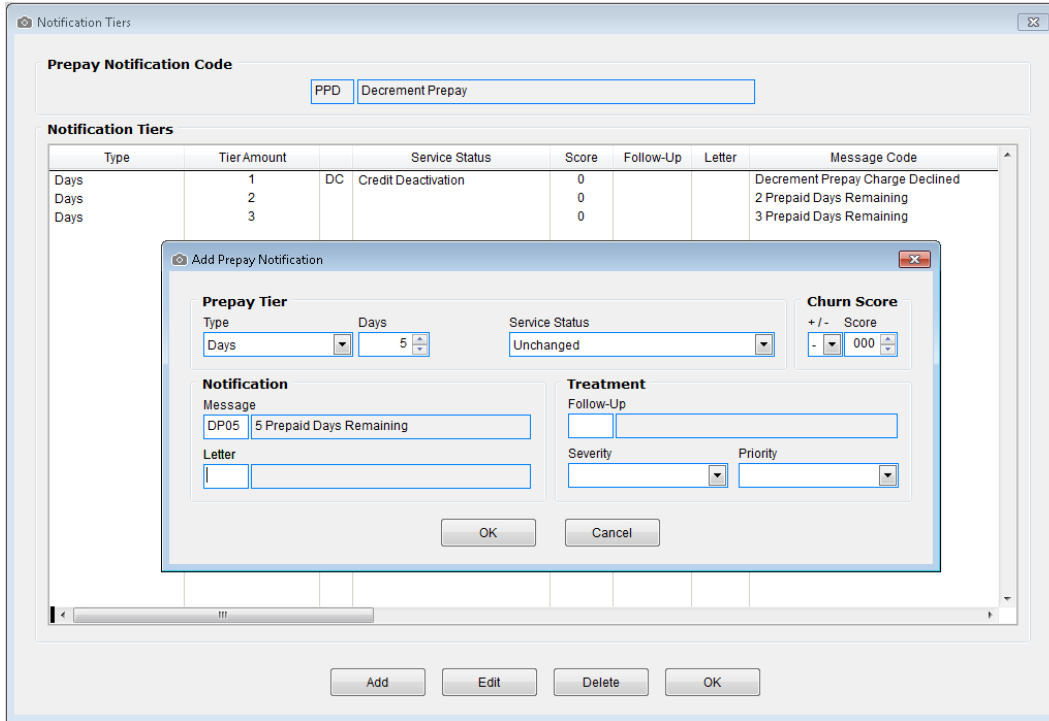 Notification Tiers
Prepay Notification Code
PPD Decrement Prepay
Notification Tiers
Type Tier Amount Service Status Score Follow-Up Letter Message Code
Days 1 DC Credit Deactivation 0 Decrement Prepay Charge Declined
Days 2 0 2 Prepaid Days Remaining
Days 3 0 3 Prepaid Days Remaining
Add Prepay Notification
Prepay Tier Churn Score
Type Days Service Status + / - Score
Days 5 Unchanged - 000
Notification Treatment
Message Follow-Up
DP05 5 Prepaid Days Remaining
Letter Severity Priority
OK Cancel
Add Edit Delete OK